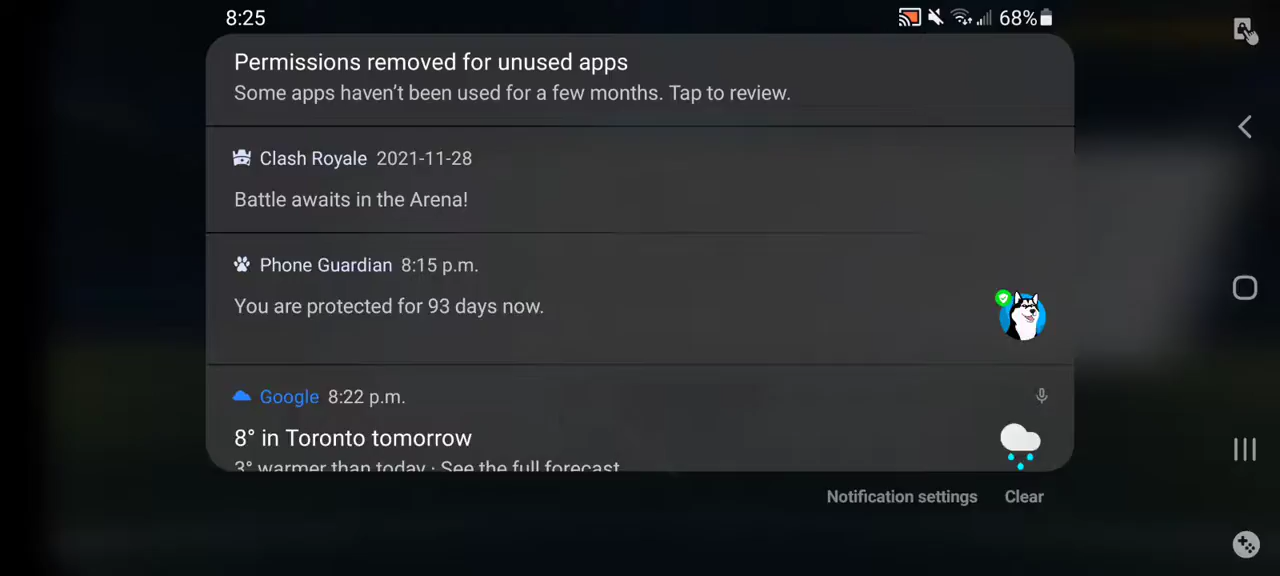 8:25
68%
Permissions removed for unused apps
Some apps haven’t been used for a few months. Tap to review.
Clash Royale 2021-11-28
Battle awaits in the Arena!
Phone Guardian 8:15 p.m.
You are protected for 93 days now.
Google 8:22 p.m.
8° in Toronto tomorrow
3° warmer than today · See the full forecast
Notification settings Clear